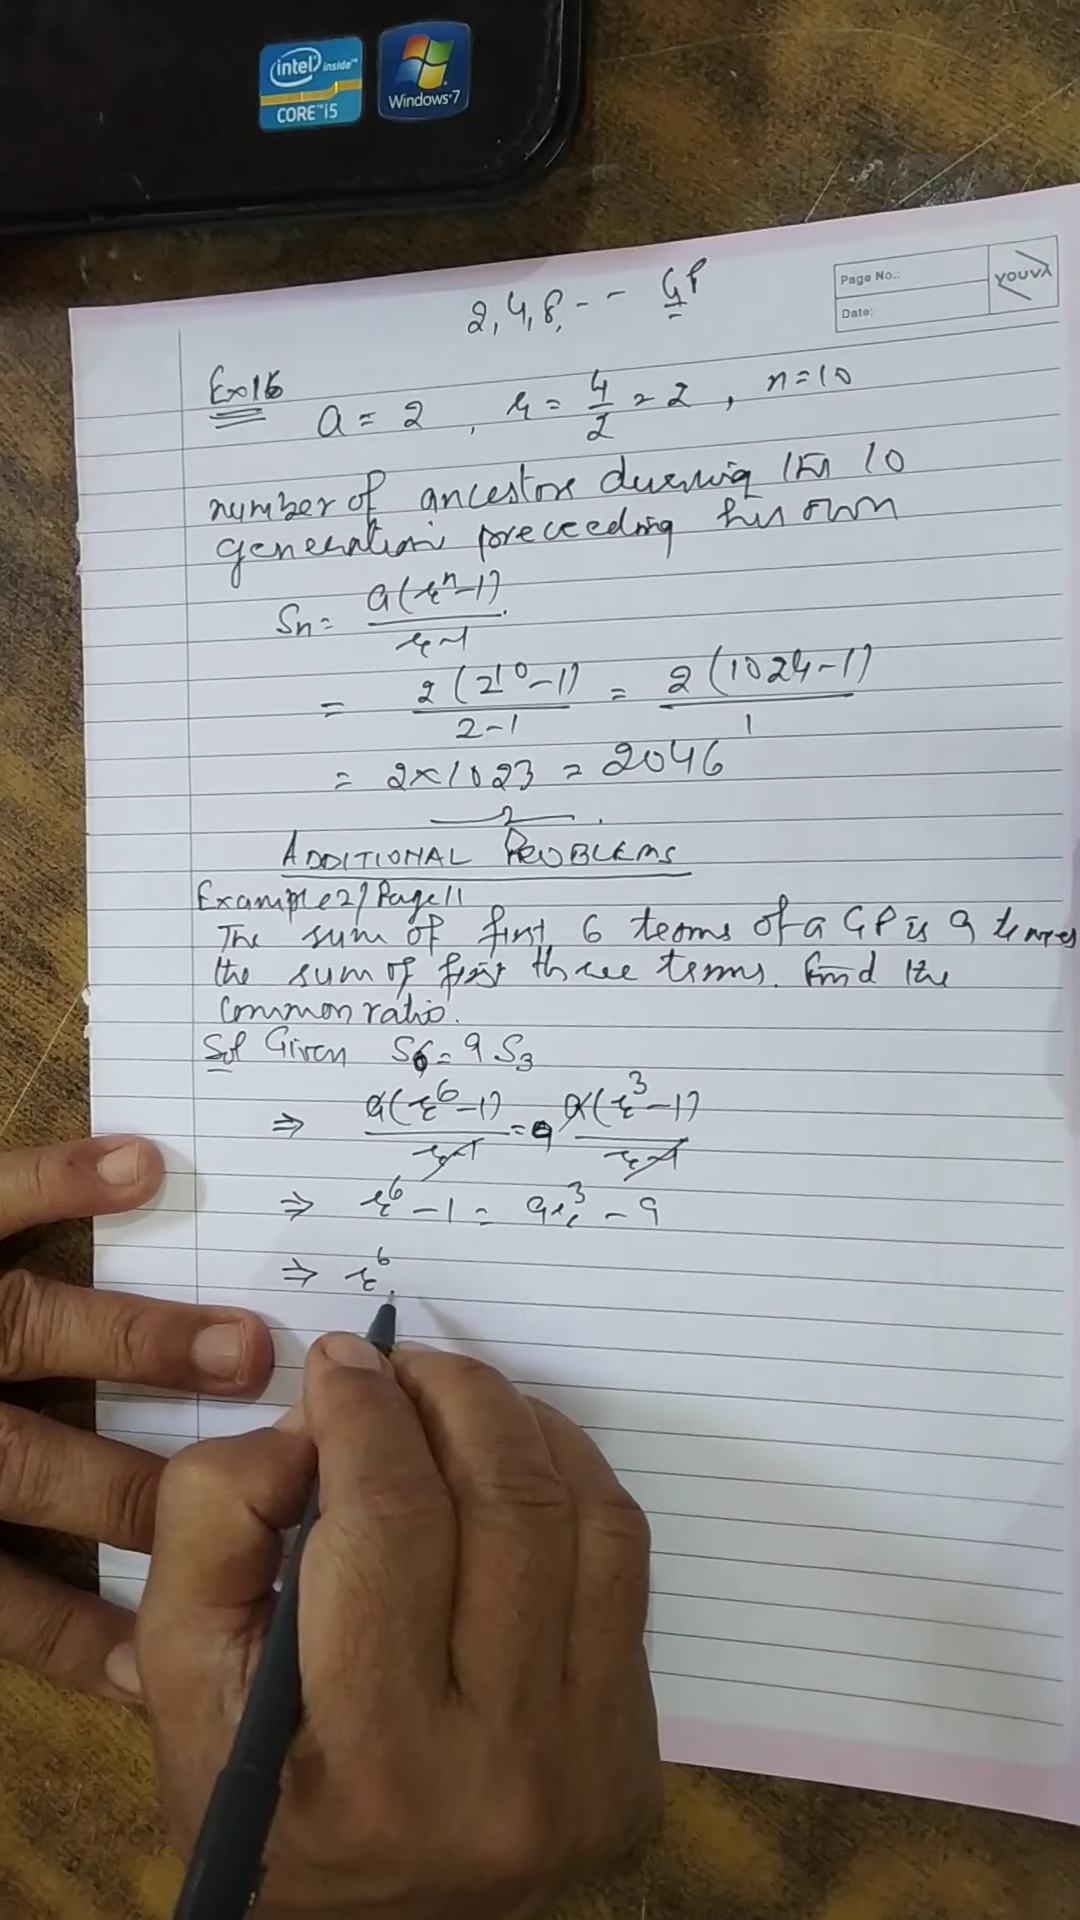 intel inside™
CORE™ i5
Windows 7
Page No.:
Date:
YOUVA
2, 4, 8, - - GP
Ex 16
a = 2 , r = 4/2 = 2 , n = 10
number of ancestors during the 10
generation preceeding his own
Sn = a(r^n-1)/r-1
= 2(2^10-1)/2-1 = 2(1024-1)/1
= 2×1023 = 2046
ADDITIONAL PROBLEMS
Example 2/Page 11
The sum of first 6 terms of a GP is 9 times
the sum of first three terms. Find the
common ratio.
Sol Given S6 = 9 S3
⇒ a(r^6-1)/r-1 = 9 a(r^3-1)/r-1
⇒ r^6 - 1 = 9r^3 - 9
⇒ r^6